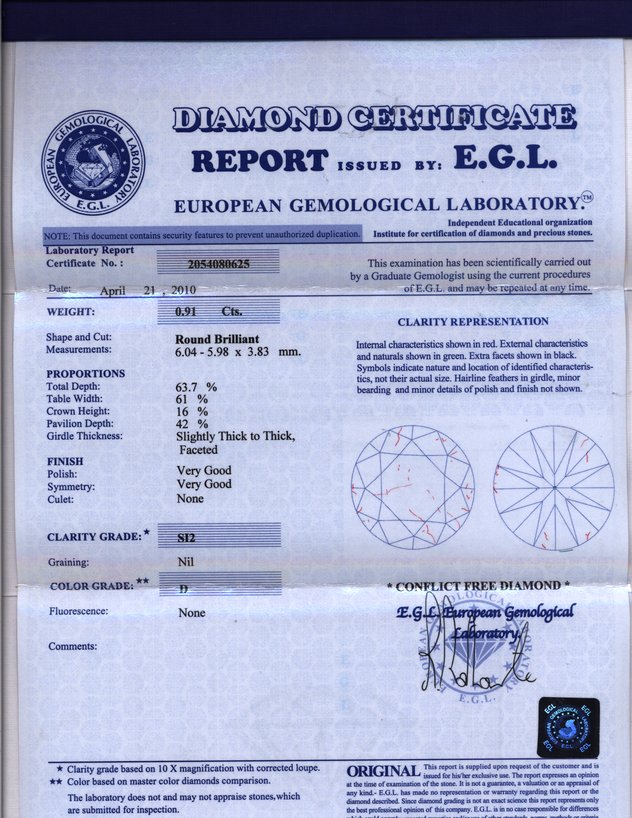 DIAMOND CERTIFICATE
REPORT ISSUED BY: E.G.L.
EUROPEAN GEMOLOGICAL LABORATORY.™
EUROPEAN GEMOLOGICAL LABORATORY
E.G.L.
Independent Educational organization
Institute for certification of diamonds and precious stones.
NOTE: This document contains security features to prevent unauthorized duplication.
Laboratory Report
Certificate No. : 2054080625
Date: April 21 , 2010
WEIGHT: 0.91 Cts.
Shape and Cut: Round Brilliant
Measurements: 6.04 - 5.98 x 3.83 mm.
PROPORTIONS
Total Depth: 63.7 %
Table Width: 61 %
Crown Height: 16 %
Pavilion Depth: 42 %
Girdle Thickness: Slightly Thick to Thick,
Faceted
FINISH
Polish: Very Good
Symmetry: Very Good
Culet: None
CLARITY GRADE:★ SI2
Graining: Nil
COLOR GRADE:★★ D
Fluorescence: None
Comments:
★ Clarity grade based on 10 X magnification with corrected loupe.
★★ Color based on master color diamonds comparison.
The laboratory does not and may not appraise stones,which
are submitted for inspection.
This examination has been scientifically carried out
by a Graduate Gemologist using the current procedures
of E.G.L. and may be repeated at any time.
CLARITY REPRESENTATION
Internal characteristics shown in red. External characteristics
and naturals shown in green. Extra facets shown in black.
Symbols indicate nature and location of identified characteris-
tics, not their actual size. Hairline feathers in girdle, minor
bearding and minor details of polish and finish not shown.
* CONFLICT FREE DIAMOND *
E.G.L. European Gemological
Laboratory.
E.G.L.
EGL EGL
EGL EGL EGL
ORIGINAL This report is supplied upon request of the customer and is
issued for his/her exclusive use. The report expresses an opinion
at the time of examination of the stone. It is not a guarantee, a valuation or an appraisal of
any kind.- E.G.L. has made no representation or warranty regarding this report or the
diamond described. Since diamond grading is not an exact science this report represents only
the best professional opinion of this company. E.G.L. is in no case responsible for differences